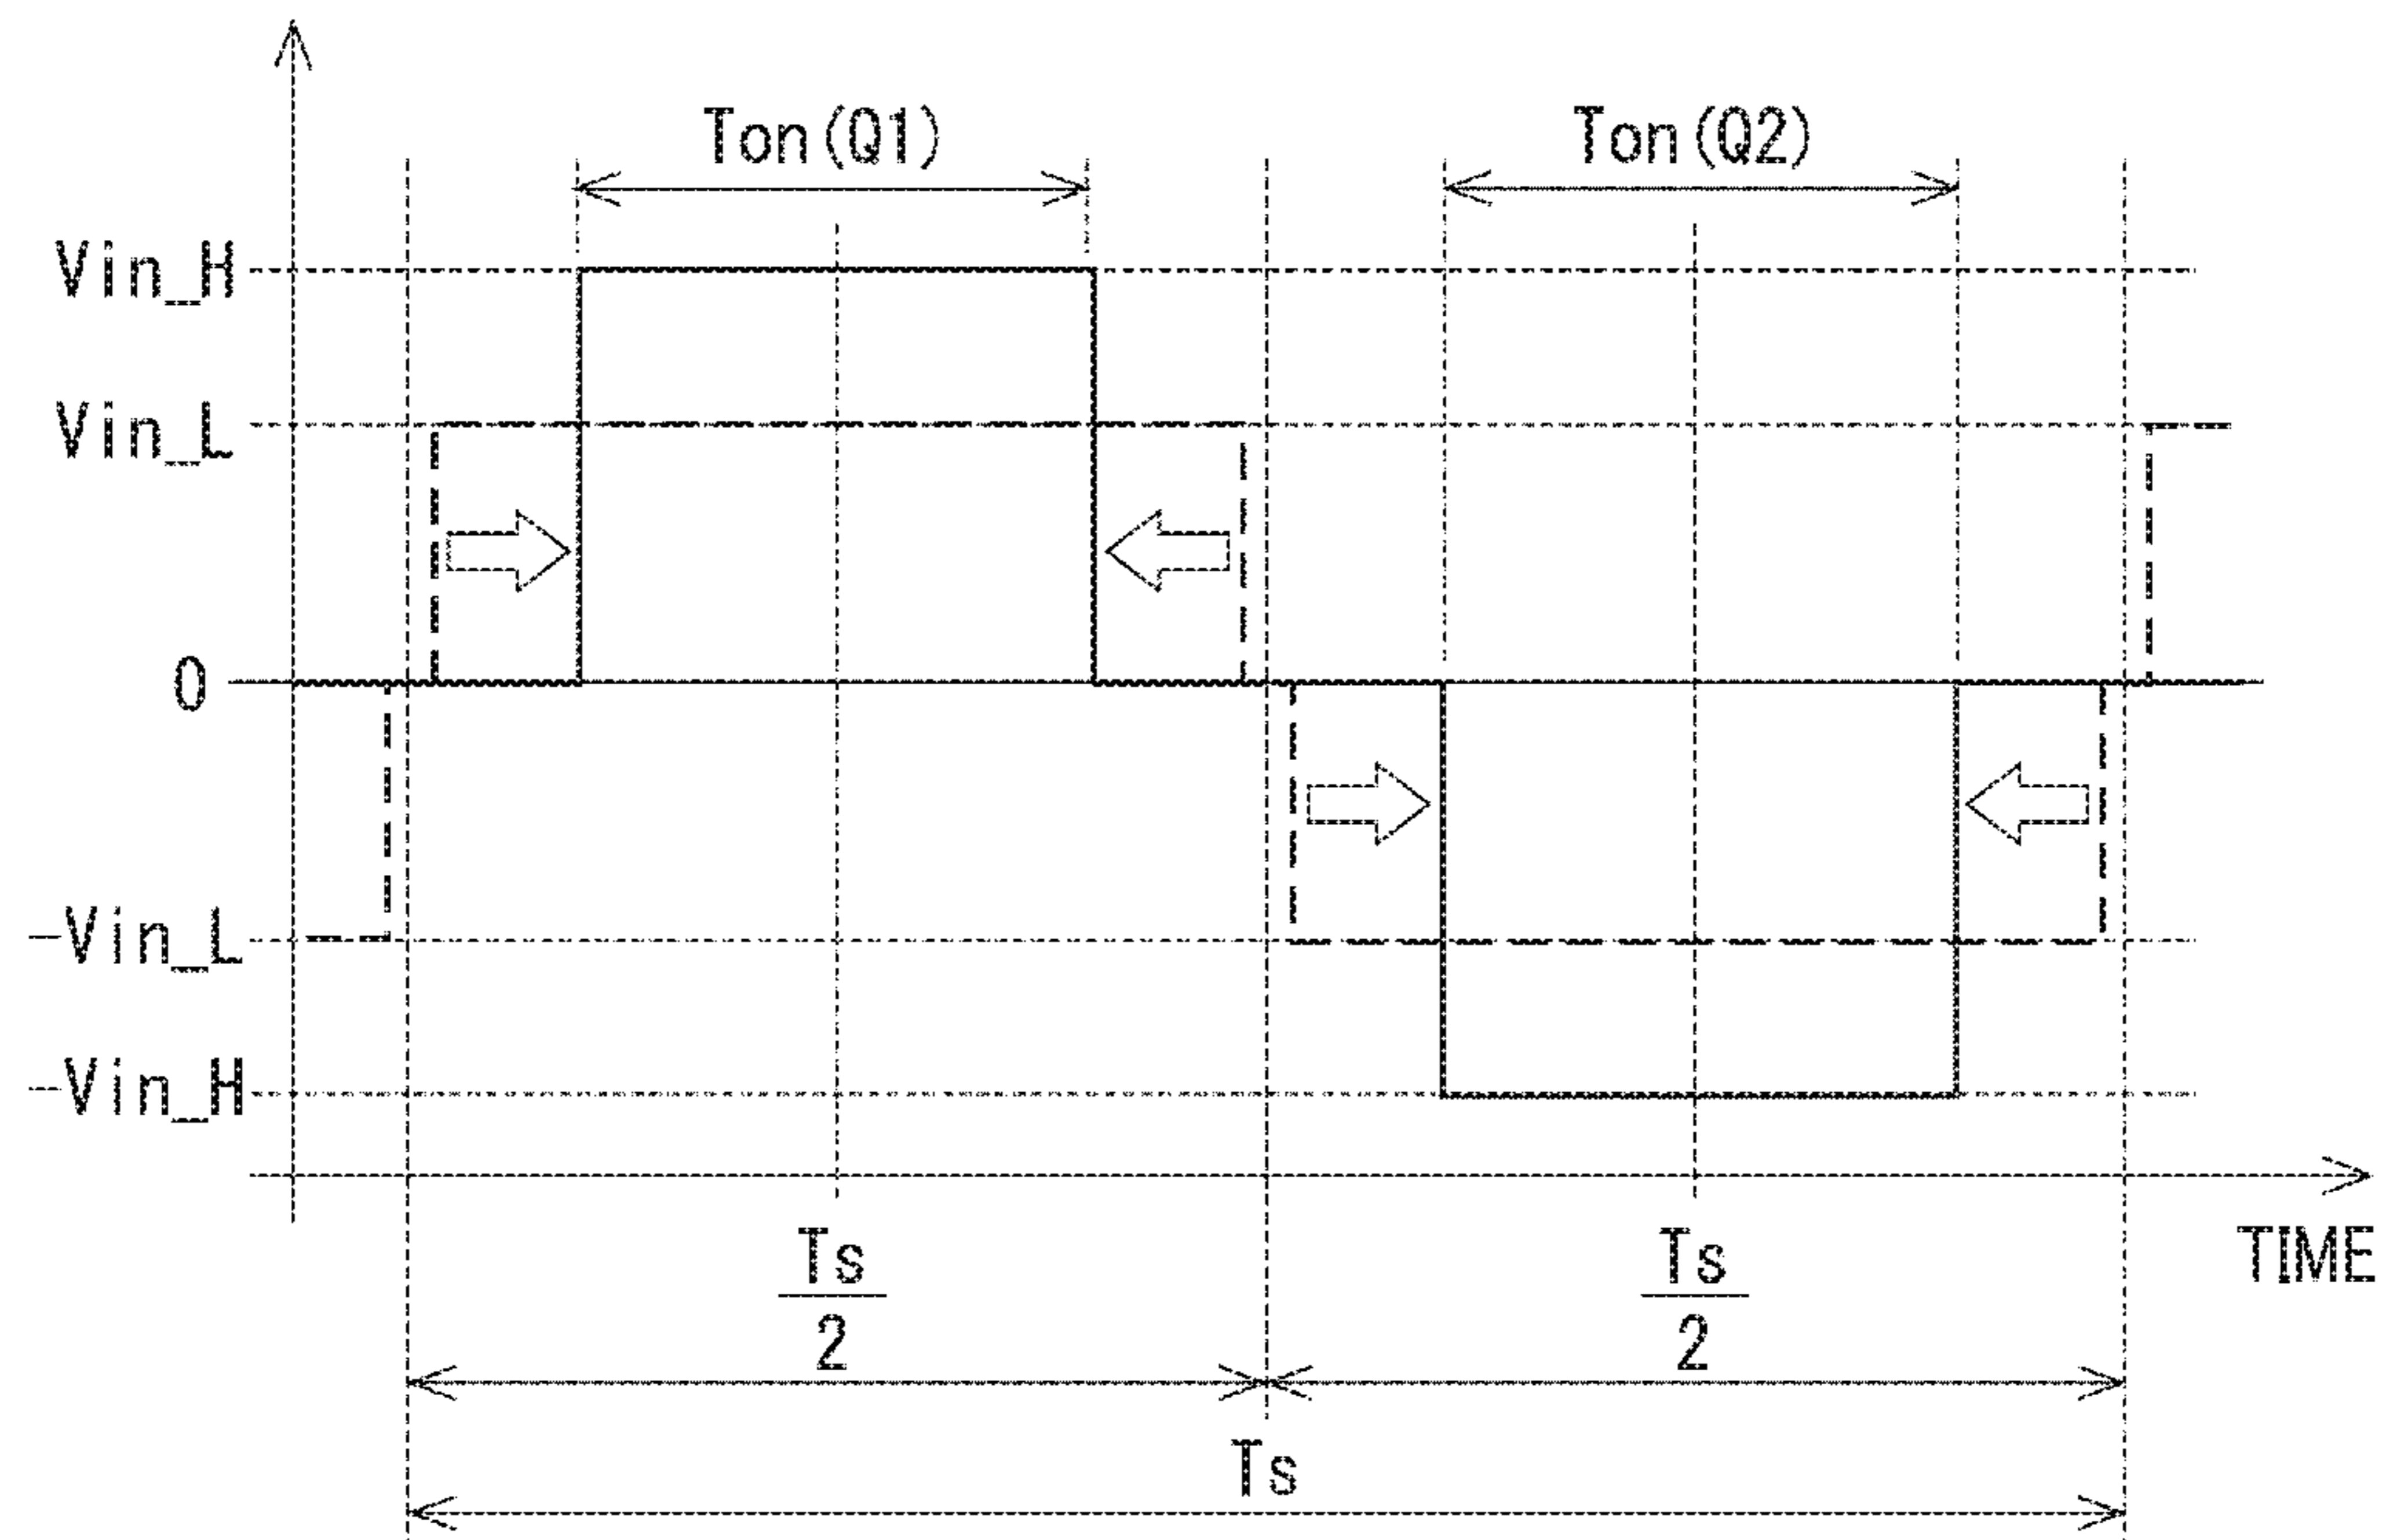 Ton(Q1)
Ton(Q2)
Vin_H
Vin_L
0
-Vin_L
-Vin_H
TIME
Ts
2
Ts
2
Ts